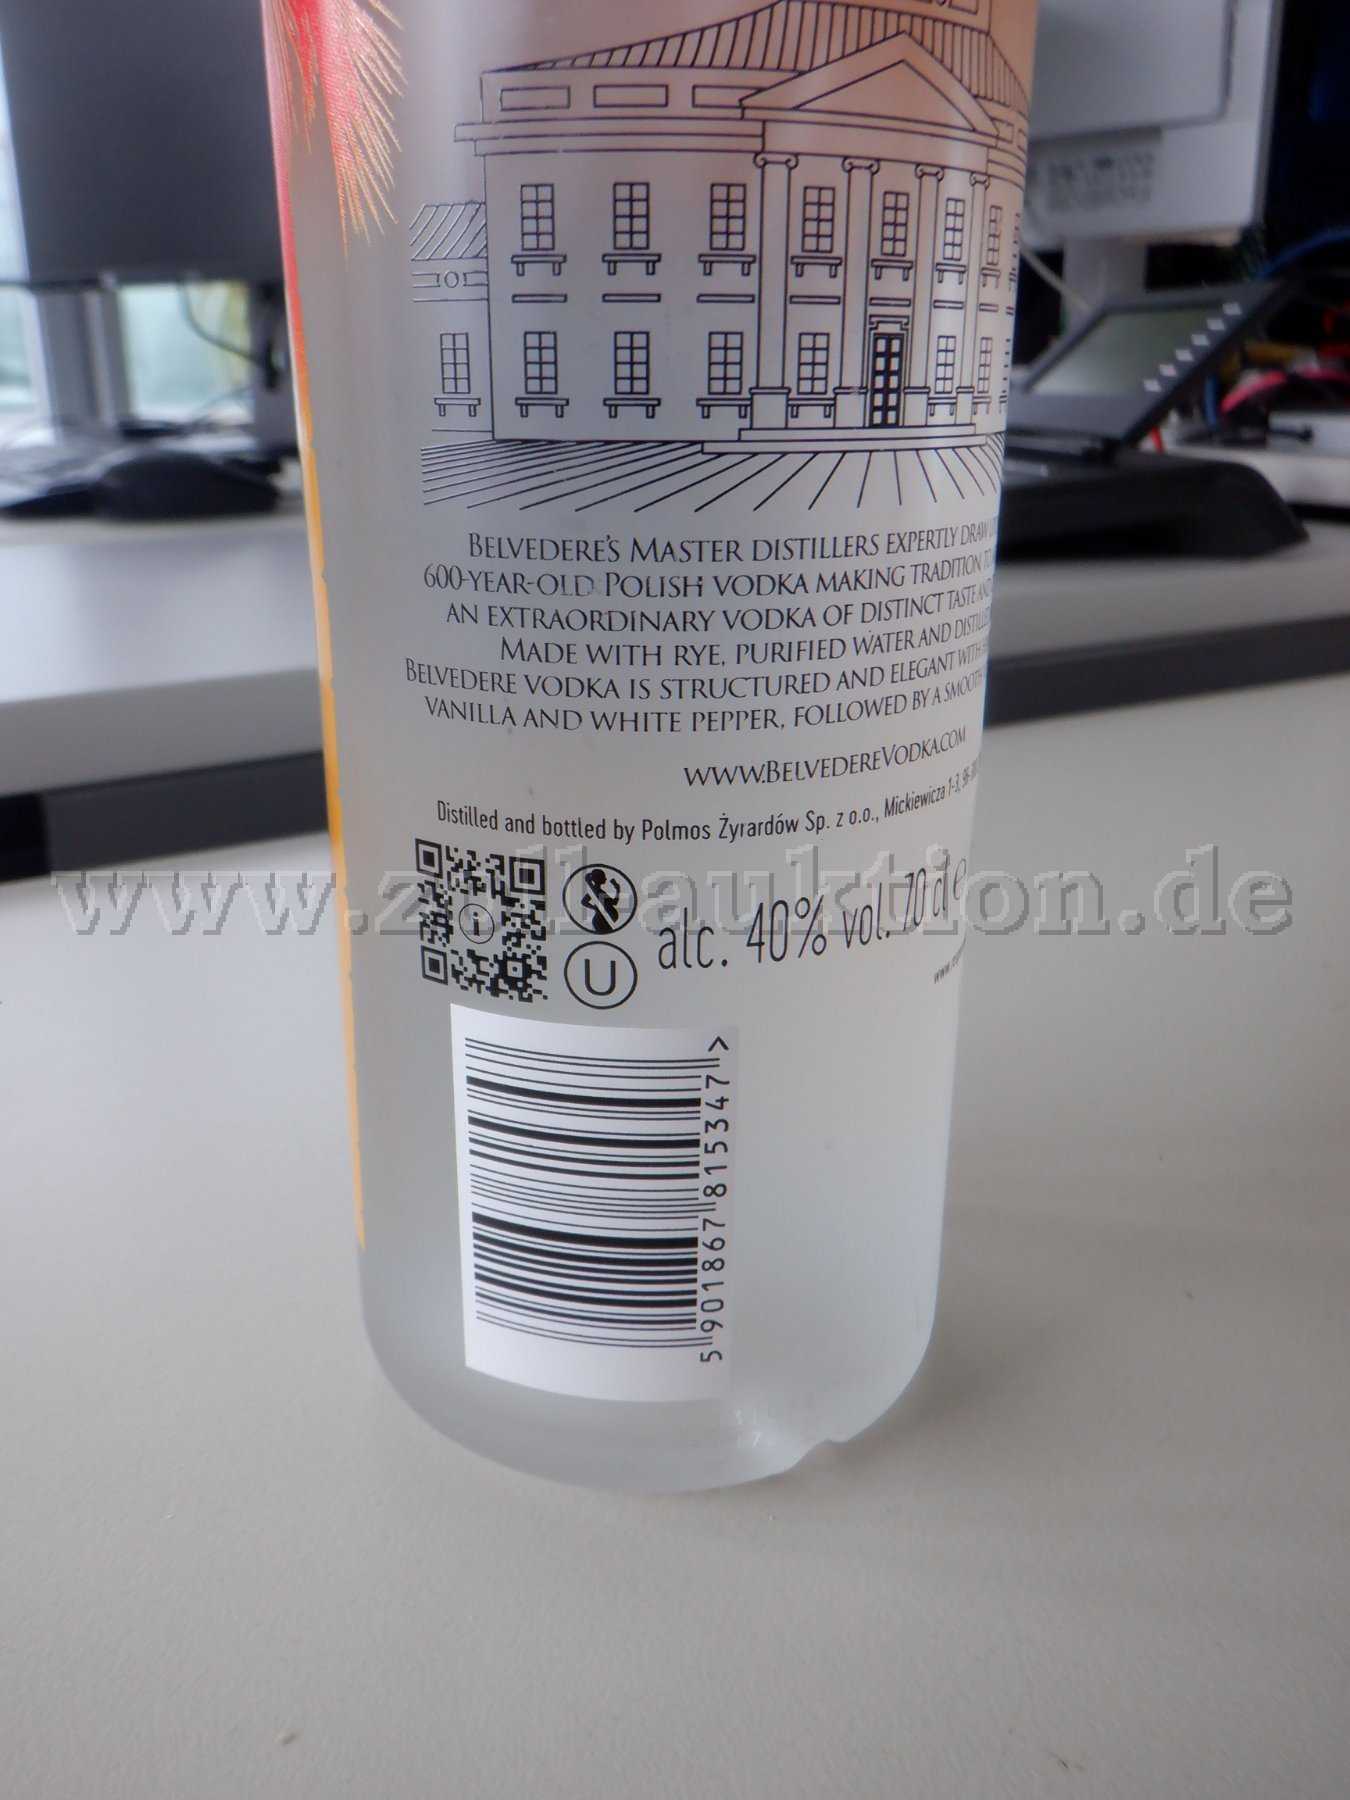 BELVEDERE'S MASTER DISTILLERS EXPERTLY DRAW
600-YEAR-OLD POLISH VODKA MAKING TRADITION TO
AN EXTRAORDINARY VODKA OF DISTINCT TASTE AND
MADE WITH RYE, PURIFIED WATER AND
BELVEDERE VODKA IS STRUCTURED AND ELEGANT WITH
VANILLA AND WHITE PEPPER, FOLLOWED BY A SMOOTH
WWW.BELVEDEREVODKA.COM
Distilled and bottled by Polmos Żyrardów Sp. z o.o., Mickiewicza 1-3,
www.zoll-auktion.de
i
U
alc. 40% vol. 70 cl e
5 901867 815347 >